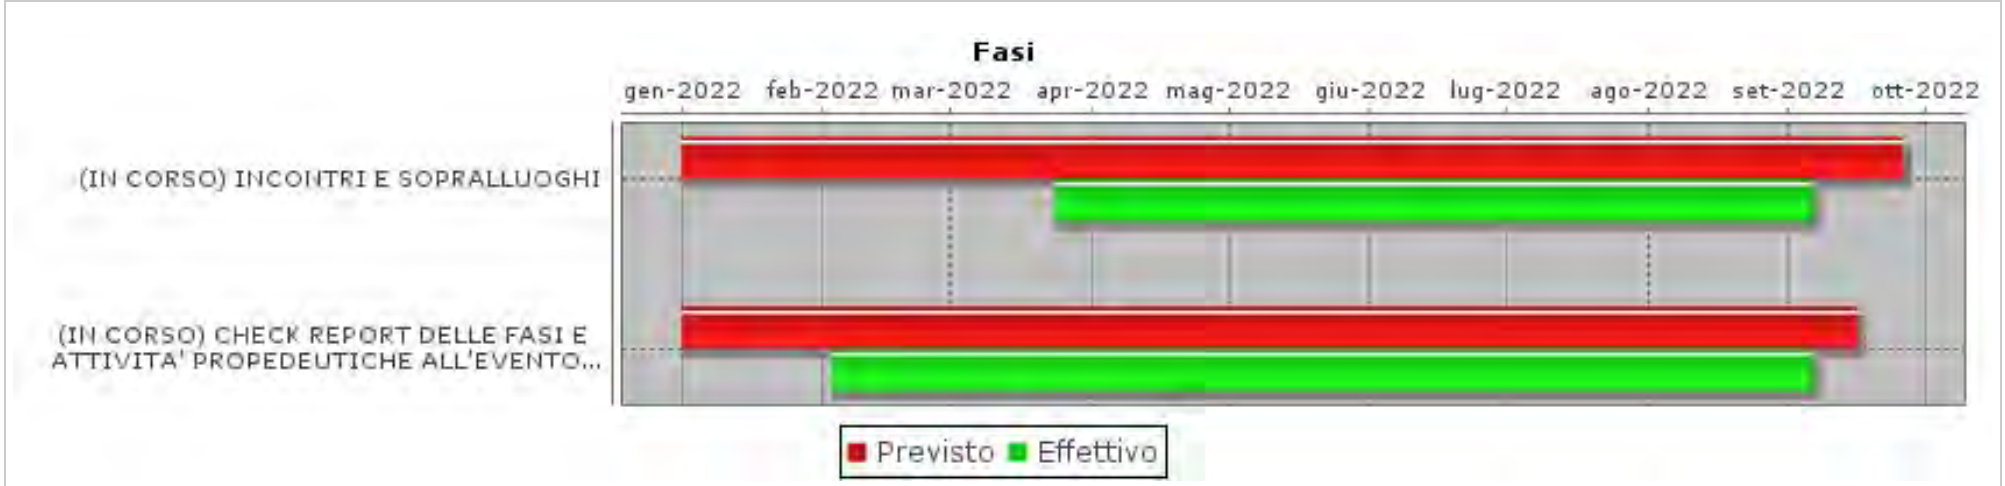 Fasi
gen-2022 feb-2022 mar-2022 apr-2022 mag-2022 giu-2022 lug-2022 ago-2022 set-2022 ott-2022
(IN CORSO) INCONTRI E SOPRALLUOGHI
(IN CORSO) CHECK REPORT DELLE FASI E
ATTIVITA' PROPEDEUTICHE ALL'EVENTO...
Previsto Effettivo